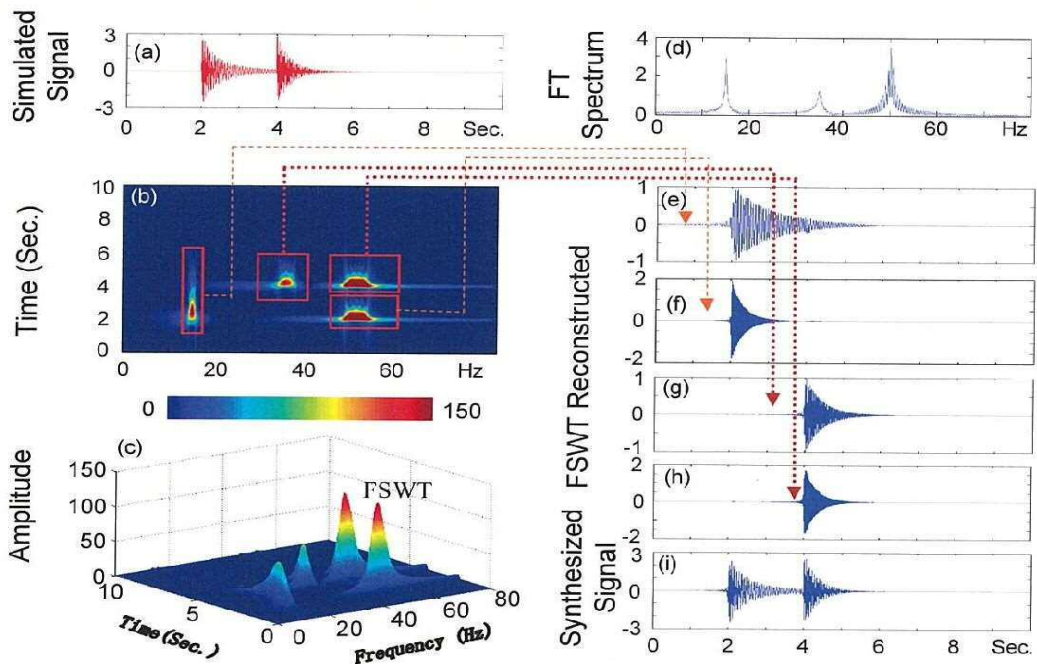 Simulated
Signal
(a)
3
0
-3
0 2 4 6 8 Sec.
FT
Spectrum
(d)
4
2
0
0 20 40 60 Hz
Time (Sec.)
(b)
10
8
6
4
2
0
20 40 60 Hz
0 150
Amplitude
(c)
FSWT
150
100
50
0
10 5 0
Time(Sec.)
0 20 40 60 80
Frequency (Hz)
FSWT Reconstructed
(e)
1
0
-1
(f)
2
0
-2
(g)
1
0
-1
(h)
2
0
-2
Synthesized
Signal
(i)
3
0
-3
0 2 4 6 8 Sec.